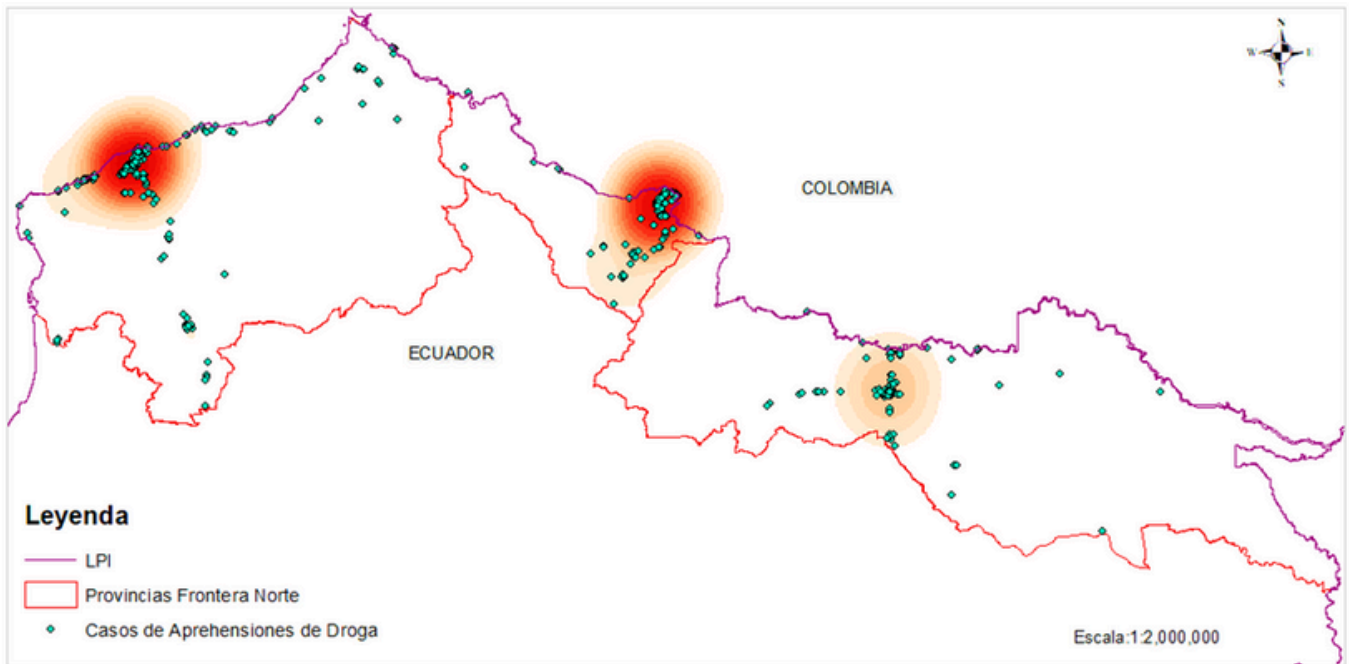 N
W E
S
COLOMBIA
ECUADOR
Leyenda
LPI
Provincias Frontera Norte
Casos de Aprehensiones de Droga
Escala:1:2,000,000